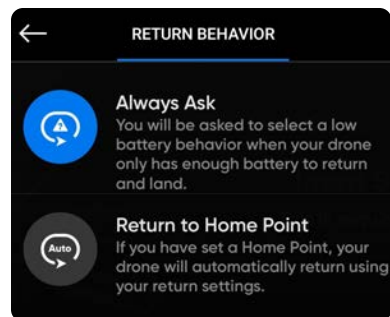 RETURN BEHAVIOR
Always Ask
You will be asked to select a low
battery behavior when your drone
only has enough battery to return
and land.
Return to Home Point
Auto
If you have set a Home Point, your
drone will automatically return using
your return settings.